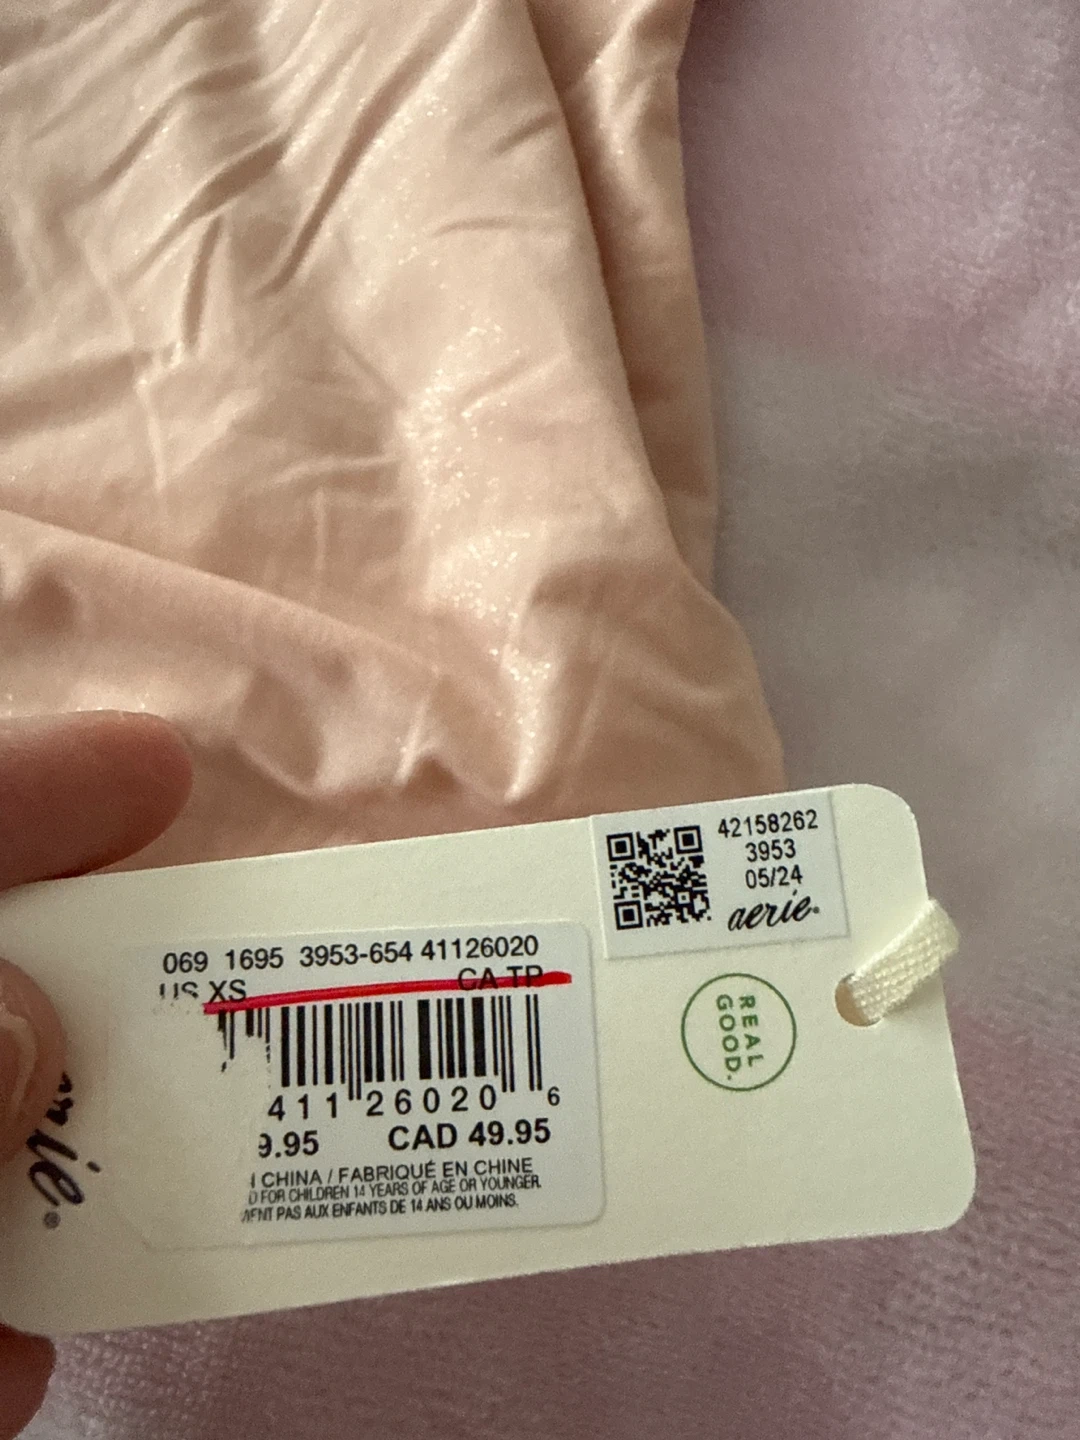 42158262
3953
05/24
aerie®
069 1695 3953-654 41126020
US XS CA TP
411 26020 6
9.95 CAD 49.95
CHINA / FABRIQUÉ EN CHINE
FOR CHILDREN 14 YEARS OF AGE OR YOUNGER.
PAS AUX ENFANTS DE 14 ANS OU MOINS.
REAL
GOOD.